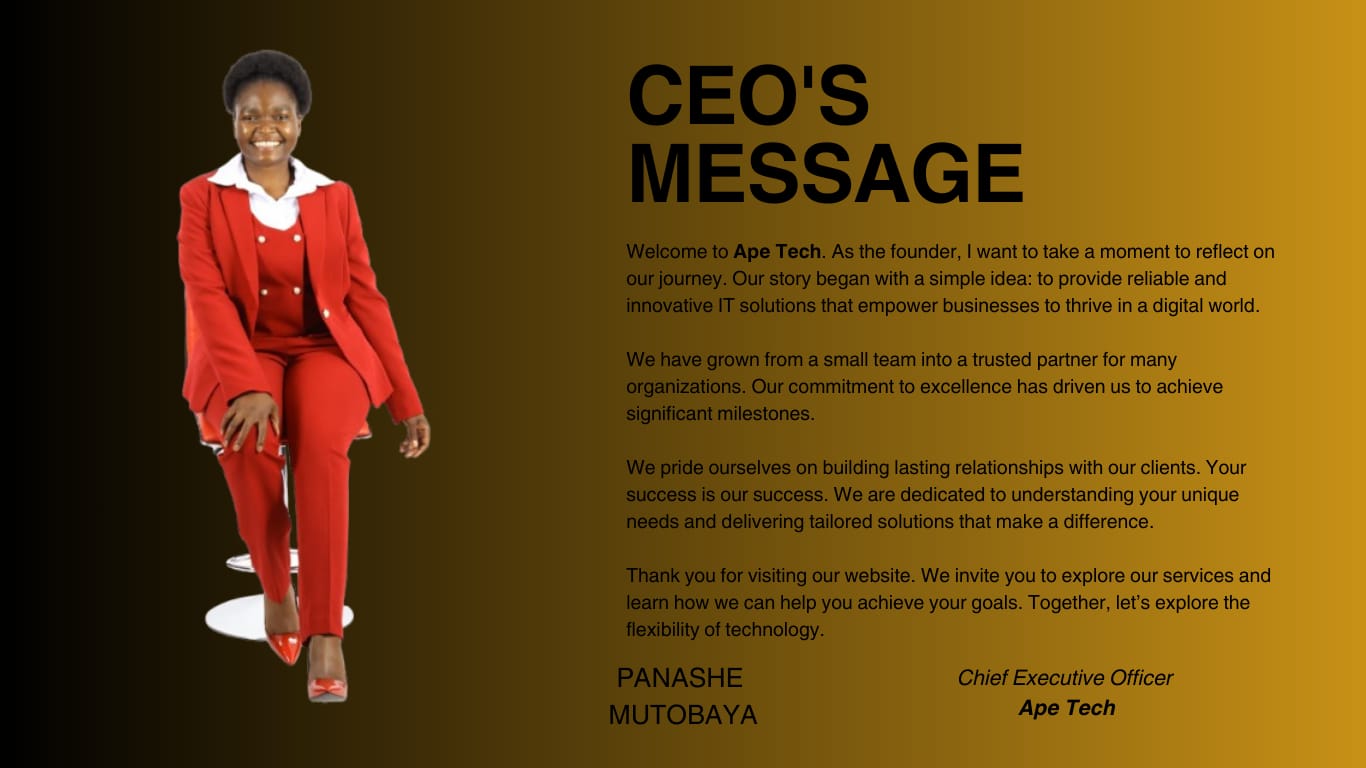 CEO'S
MESSAGE
Welcome to Ape Tech. As the founder, I want to take a moment to reflect on
our journey. Our story began with a simple idea: to provide reliable and
innovative IT solutions that empower businesses to thrive in a digital world.
We have grown from a small team into a trusted partner for many
organizations. Our commitment to excellence has driven us to achieve
significant milestones.
We pride ourselves on building lasting relationships with our clients. Your
success is our success. We are dedicated to understanding your unique
needs and delivering tailored solutions that make a difference.
Thank you for visiting our website. We invite you to explore our services and
learn how we can help you achieve your goals. Together, let’s explore the
flexibility of technology.
PANASHE
MUTOBAYA
Chief Executive Officer
Ape Tech